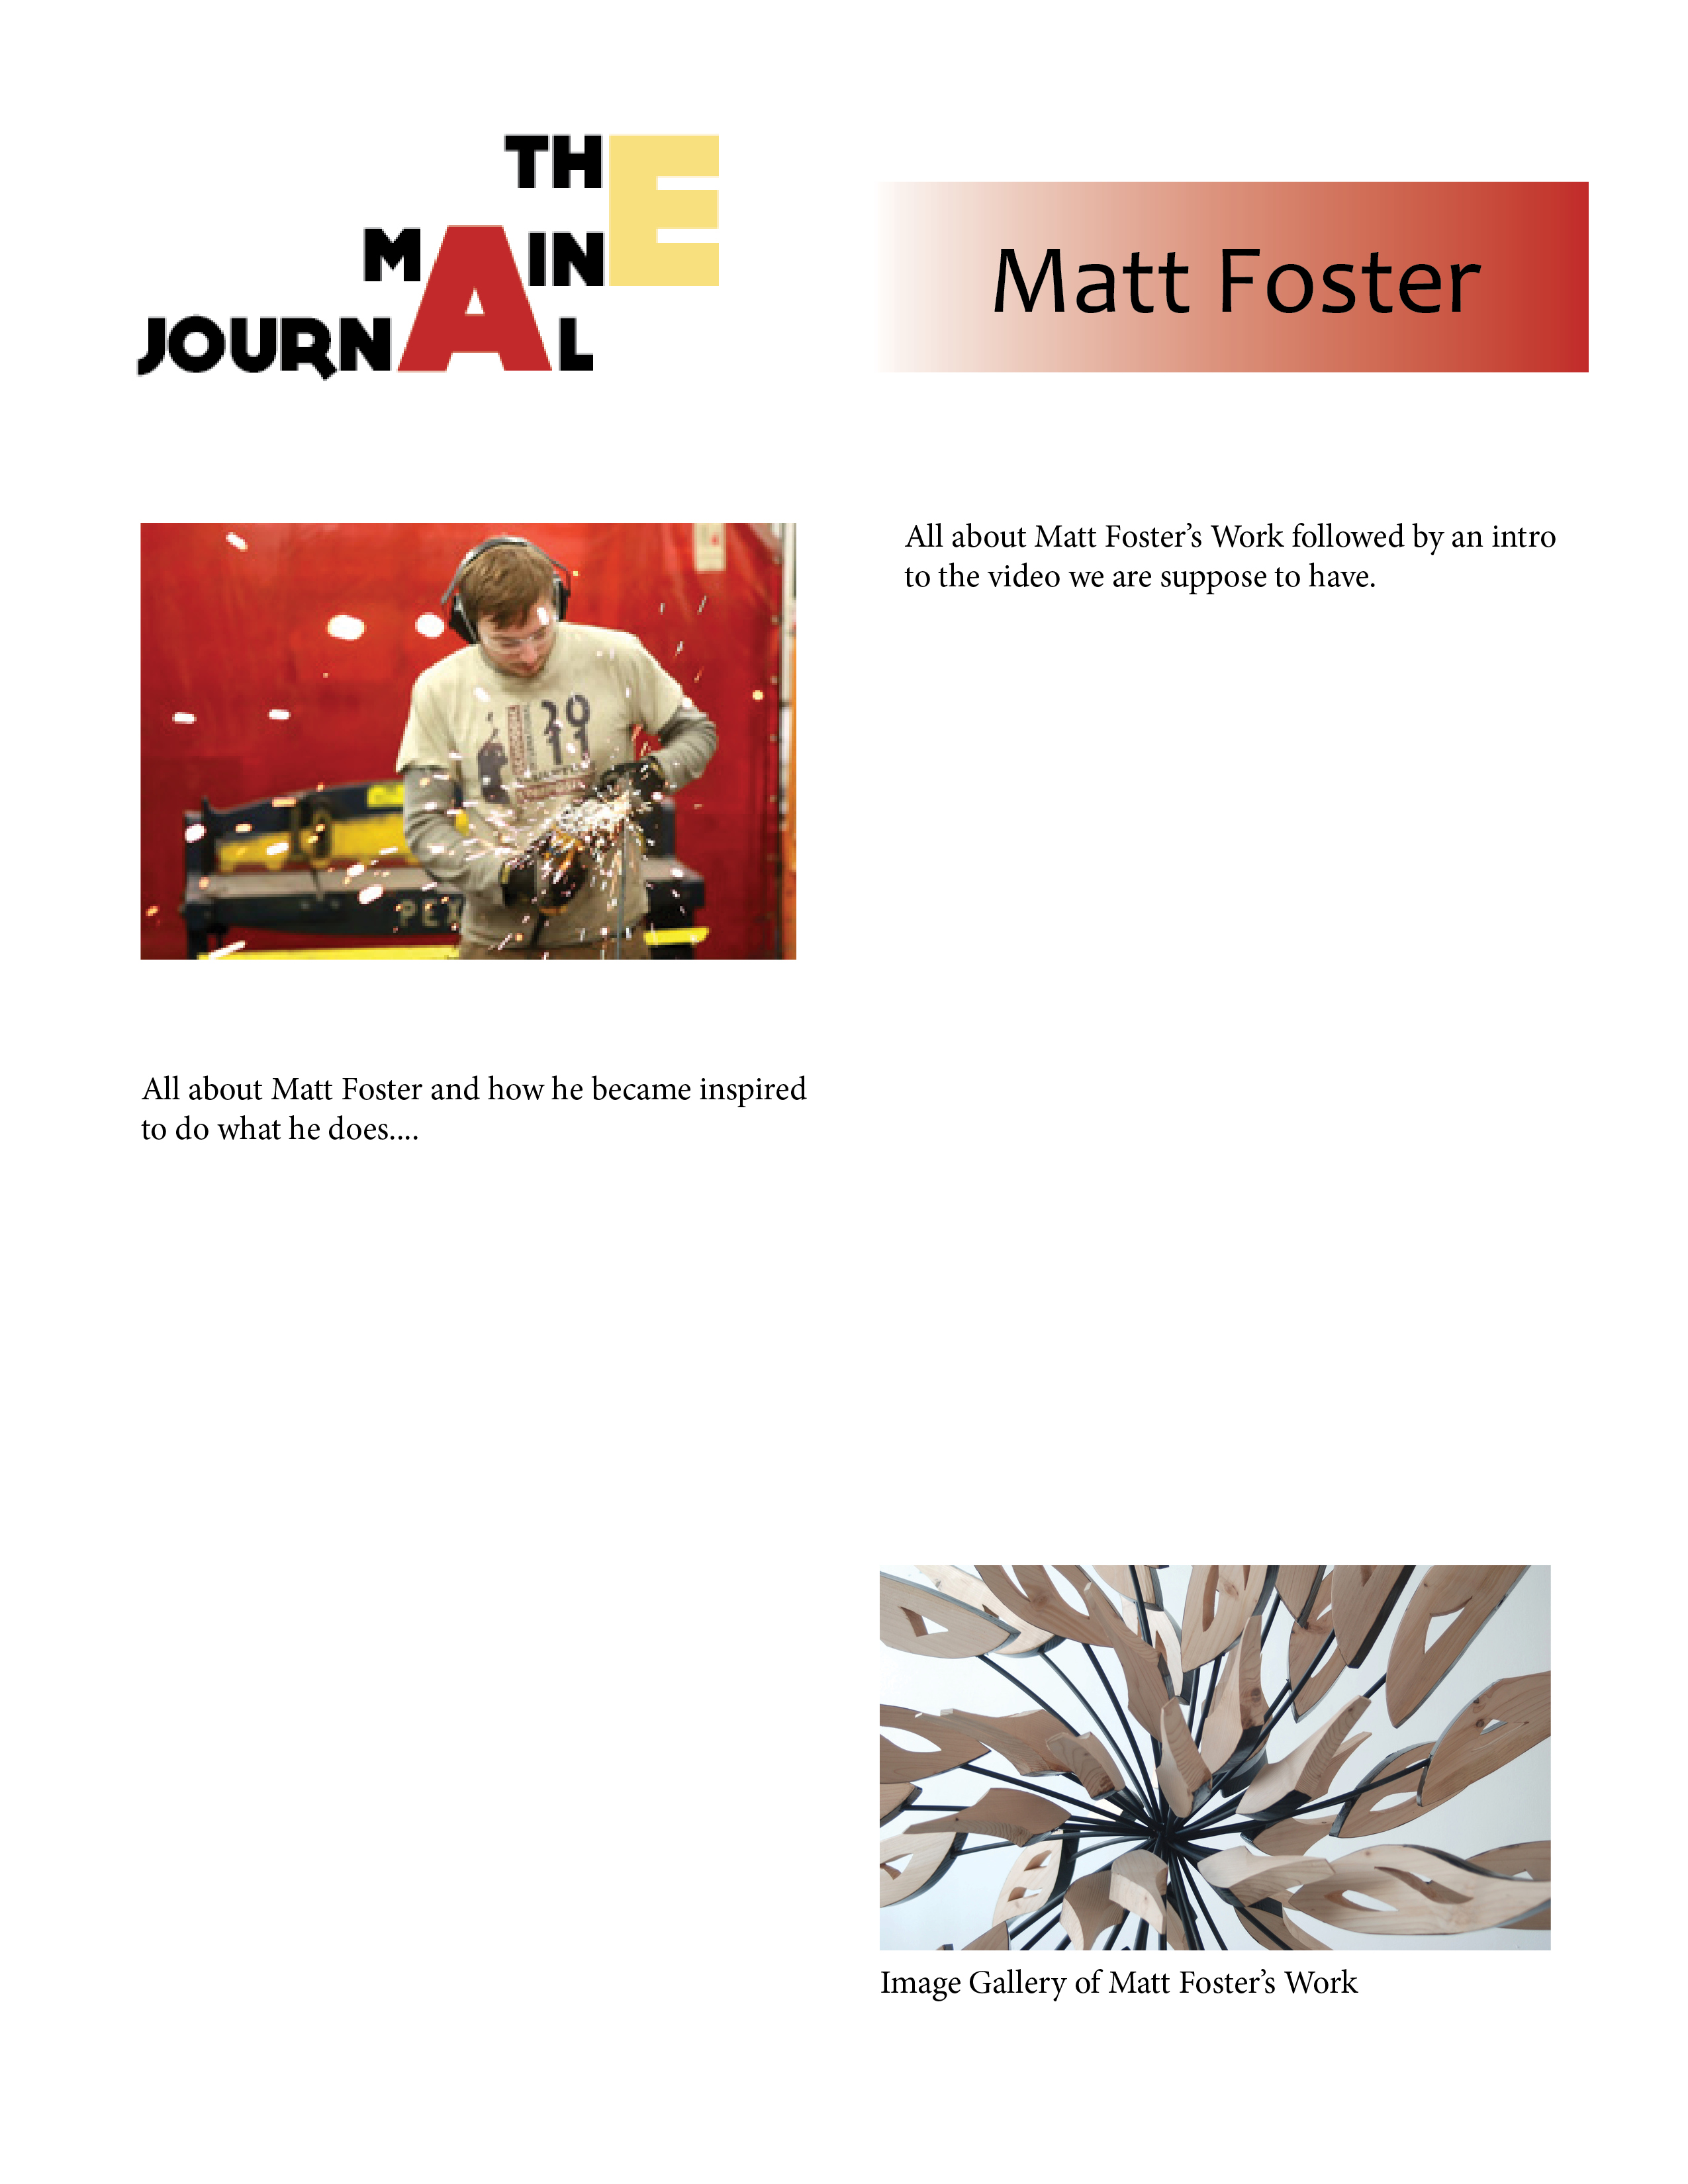 THE
MAINE
JOURNAL
Matt Foster
2011
PEX
All about Matt Foster and how he became inspired
to do what he does....
All about Matt Foster’s Work followed by an intro
to the video we are suppose to have.
Image Gallery of Matt Foster’s Work